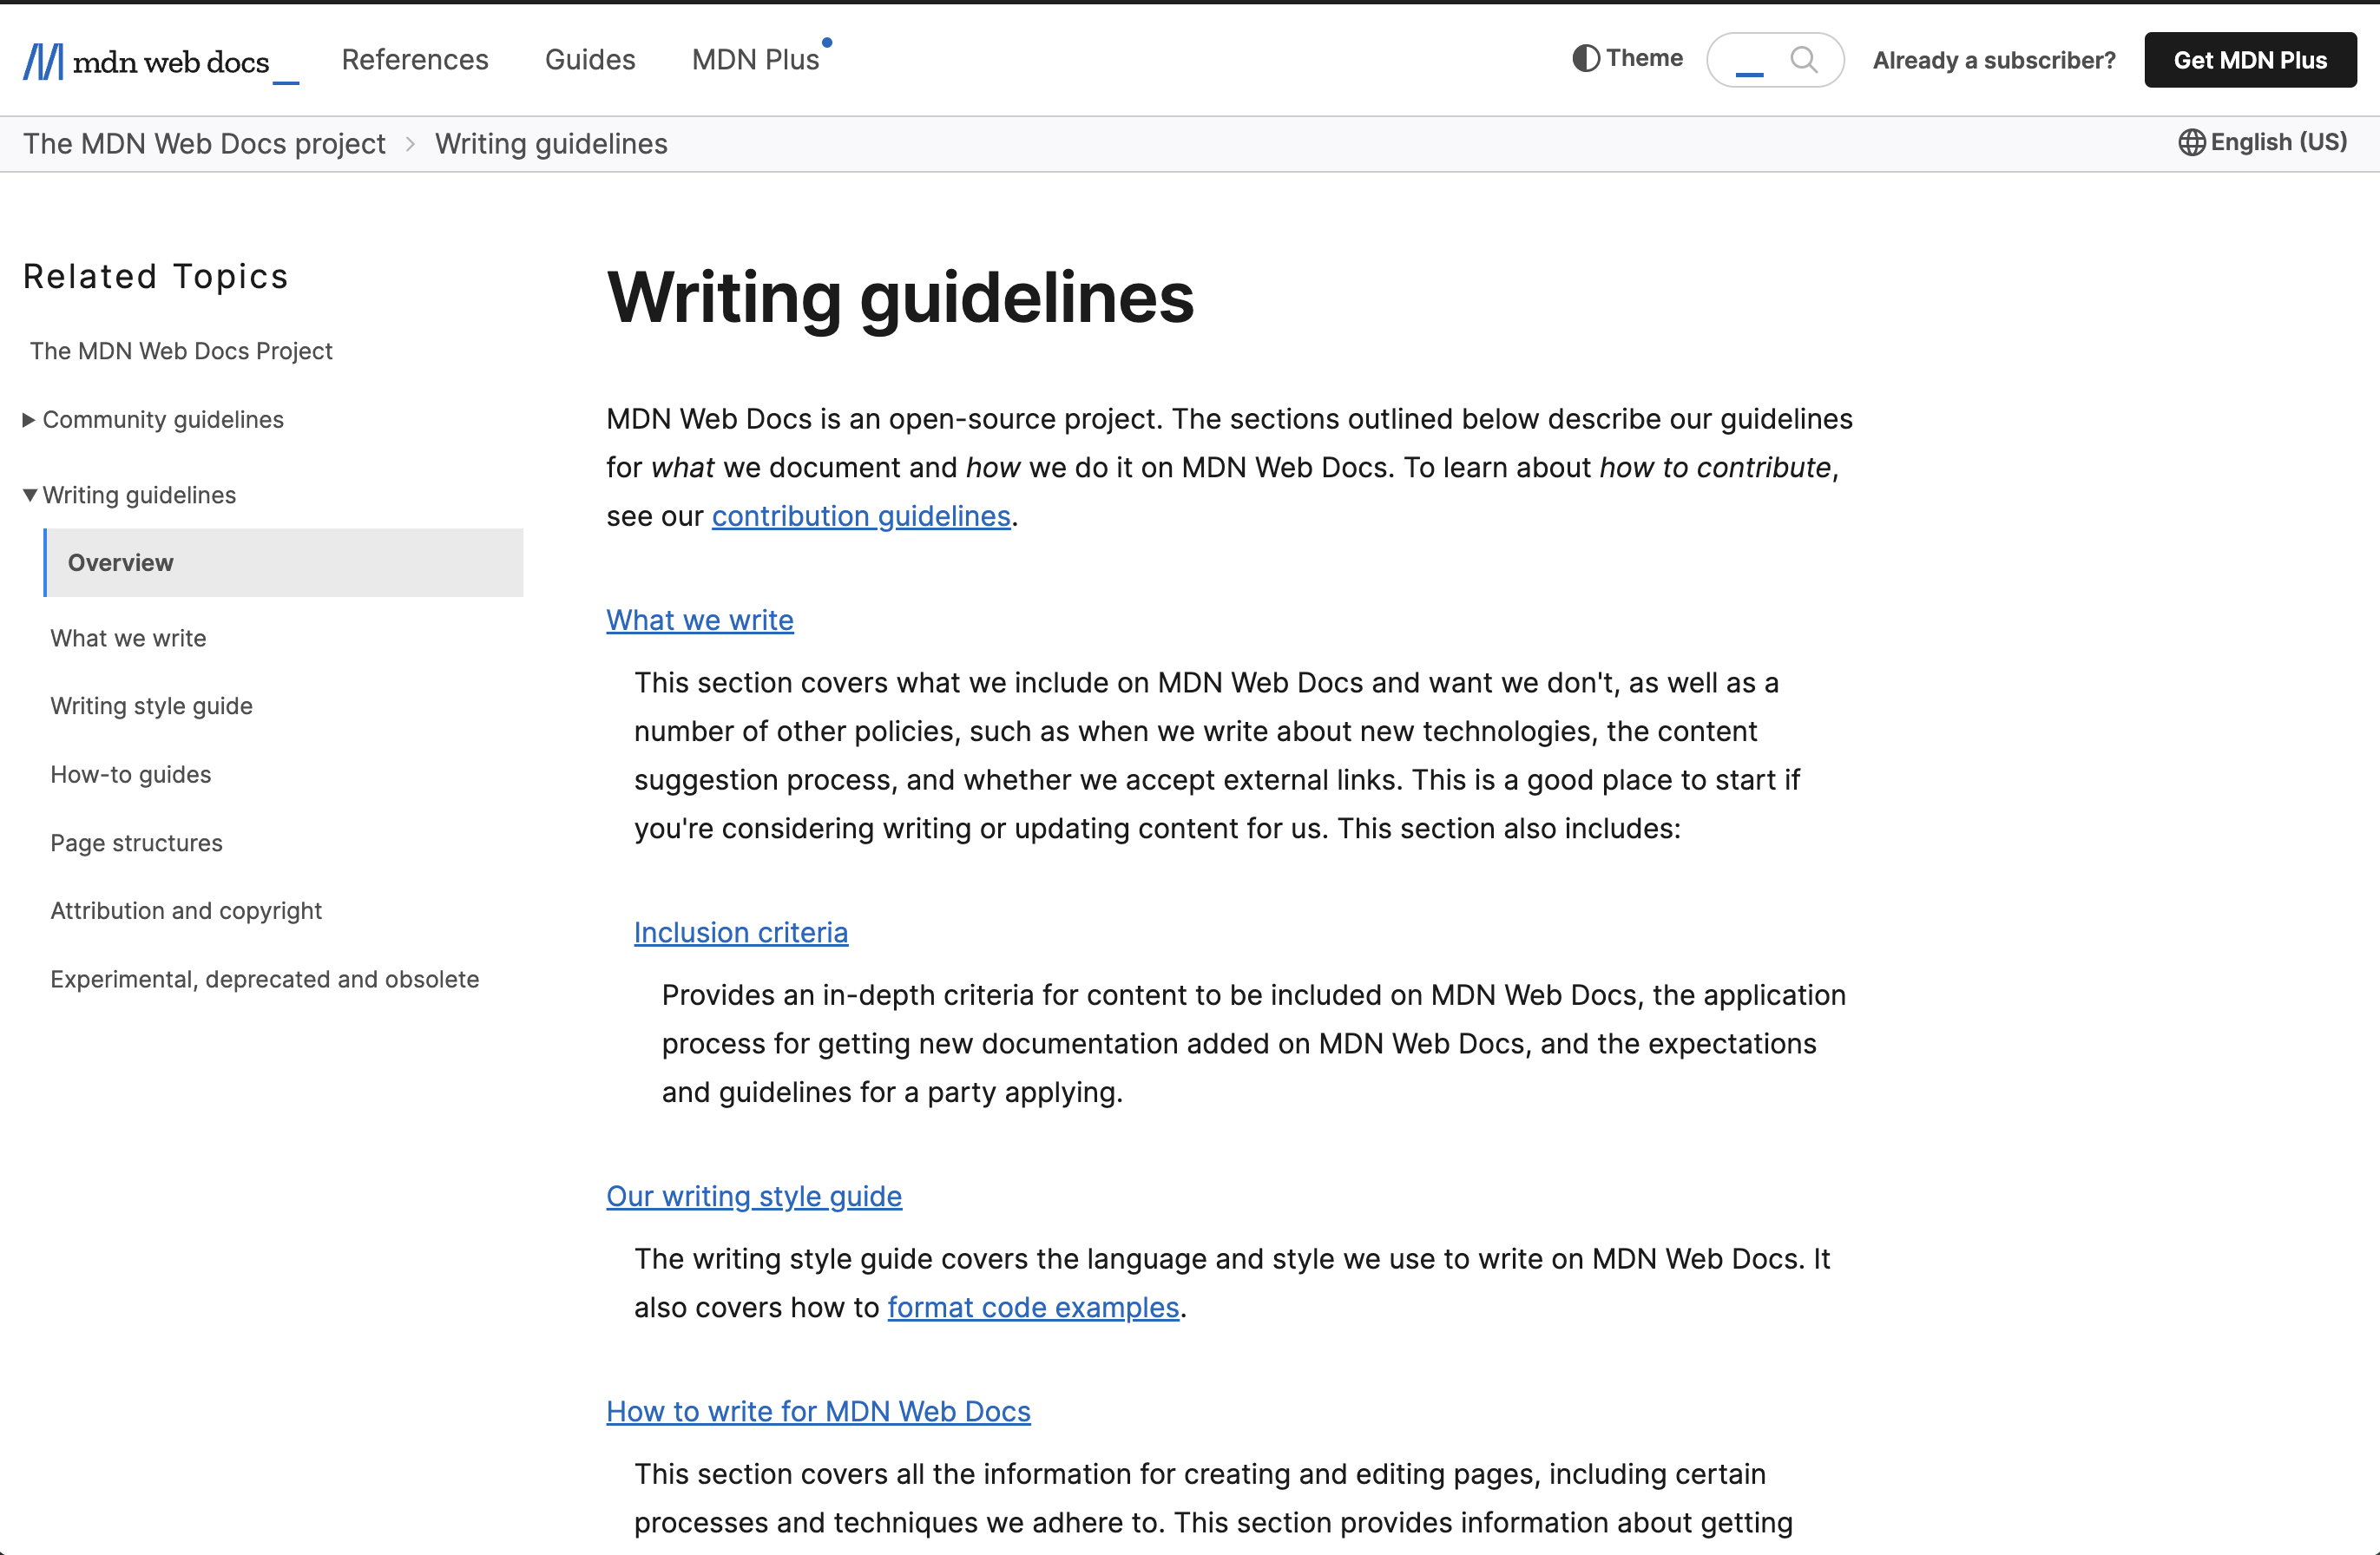 mdn web docs_
References
Guides
MDN Plus
Theme
Already a subscriber?
Get MDN Plus
The MDN Web Docs project > Writing guidelines
English (US)
Related Topics
The MDN Web Docs Project
Community guidelines
Writing guidelines
Overview
What we write
Writing style guide
How-to guides
Page structures
Attribution and copyright
Experimental, deprecated and obsolete
Writing guidelines
MDN Web Docs is an open-source project. The sections outlined below describe our guidelines
for what we document and how we do it on MDN Web Docs. To learn about how to contribute,
see our contribution guidelines.
What we write
This section covers what we include on MDN Web Docs and want we don't, as well as a
number of other policies, such as when we write about new technologies, the content
suggestion process, and whether we accept external links. This is a good place to start if
you're considering writing or updating content for us. This section also includes:
Inclusion criteria
Provides an in-depth criteria for content to be included on MDN Web Docs, the application
process for getting new documentation added on MDN Web Docs, and the expectations
and guidelines for a party applying.
Our writing style guide
The writing style guide covers the language and style we use to write on MDN Web Docs. It
also covers how to format code examples.
How to write for MDN Web Docs
This section covers all the information for creating and editing pages, including certain
processes and techniques we adhere to. This section provides information about getting